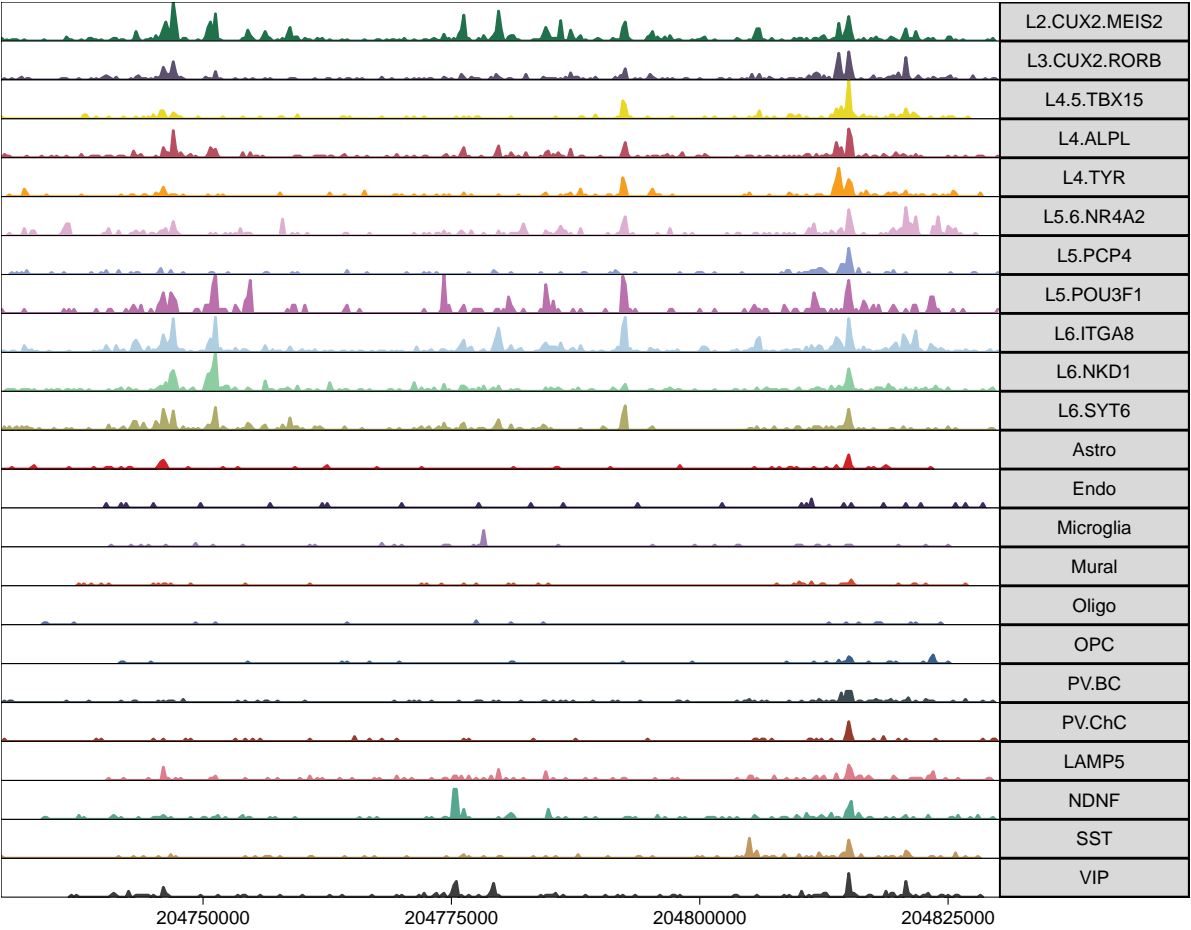 L2.CUX2.MEIS2
L3.CUX2.RORB
L4.5.TBX15
L4.ALPL
L4.TYR
L5.6.NR4A2
L5.PCP4
L5.POU3F1
L6.ITGA8
L6.NKD1
L6.SYT6
Astro
Endo
Microglia
Mural
Oligo
OPC
PV.BC
PV.ChC
LAMP5
NDNF
SST
VIP
204750000 204775000 204800000 204825000